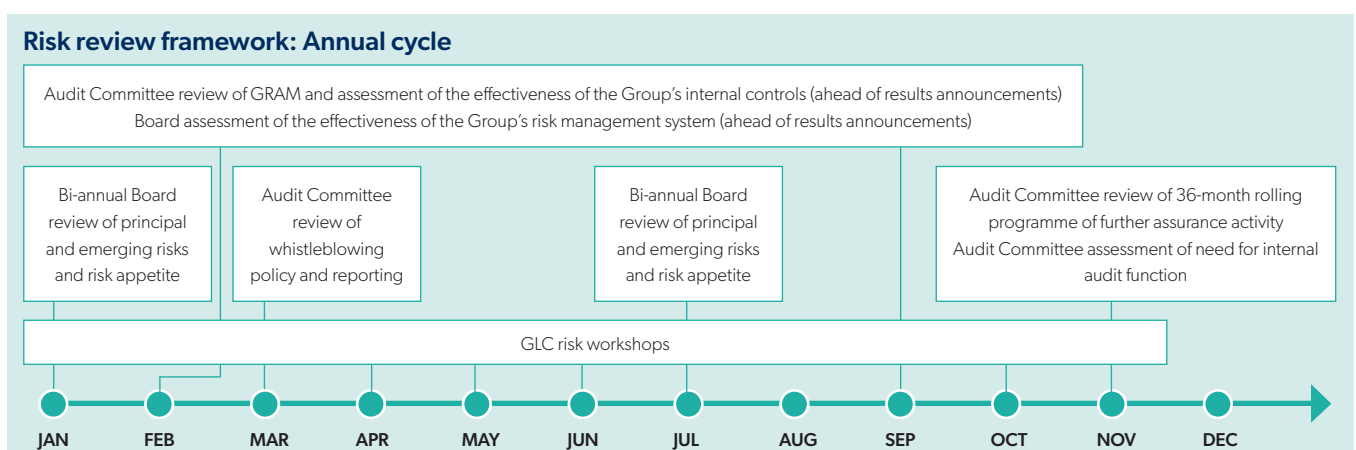 Risk review framework: Annual cycle
Audit Committee review of GRAM and assessment of the effectiveness of the Group's internal controls (ahead of results announcements)
Board assessment of the effectiveness of the Group's risk management system (ahead of results announcements)
Bi-annual Board
review of principal
and emerging risks
and risk appetite
Audit Committee
review of
whistleblowing
policy and reporting
Bi-annual Board
review of principal
and emerging risks
and risk appetite
Audit Committee review of 36-month rolling
programme of further assurance activity
Audit Committee assessment of need for internal
audit function
GLC risk workshops
JAN FEB MAR APR MAY JUN JUL AUG SEP OCT NOV DEC